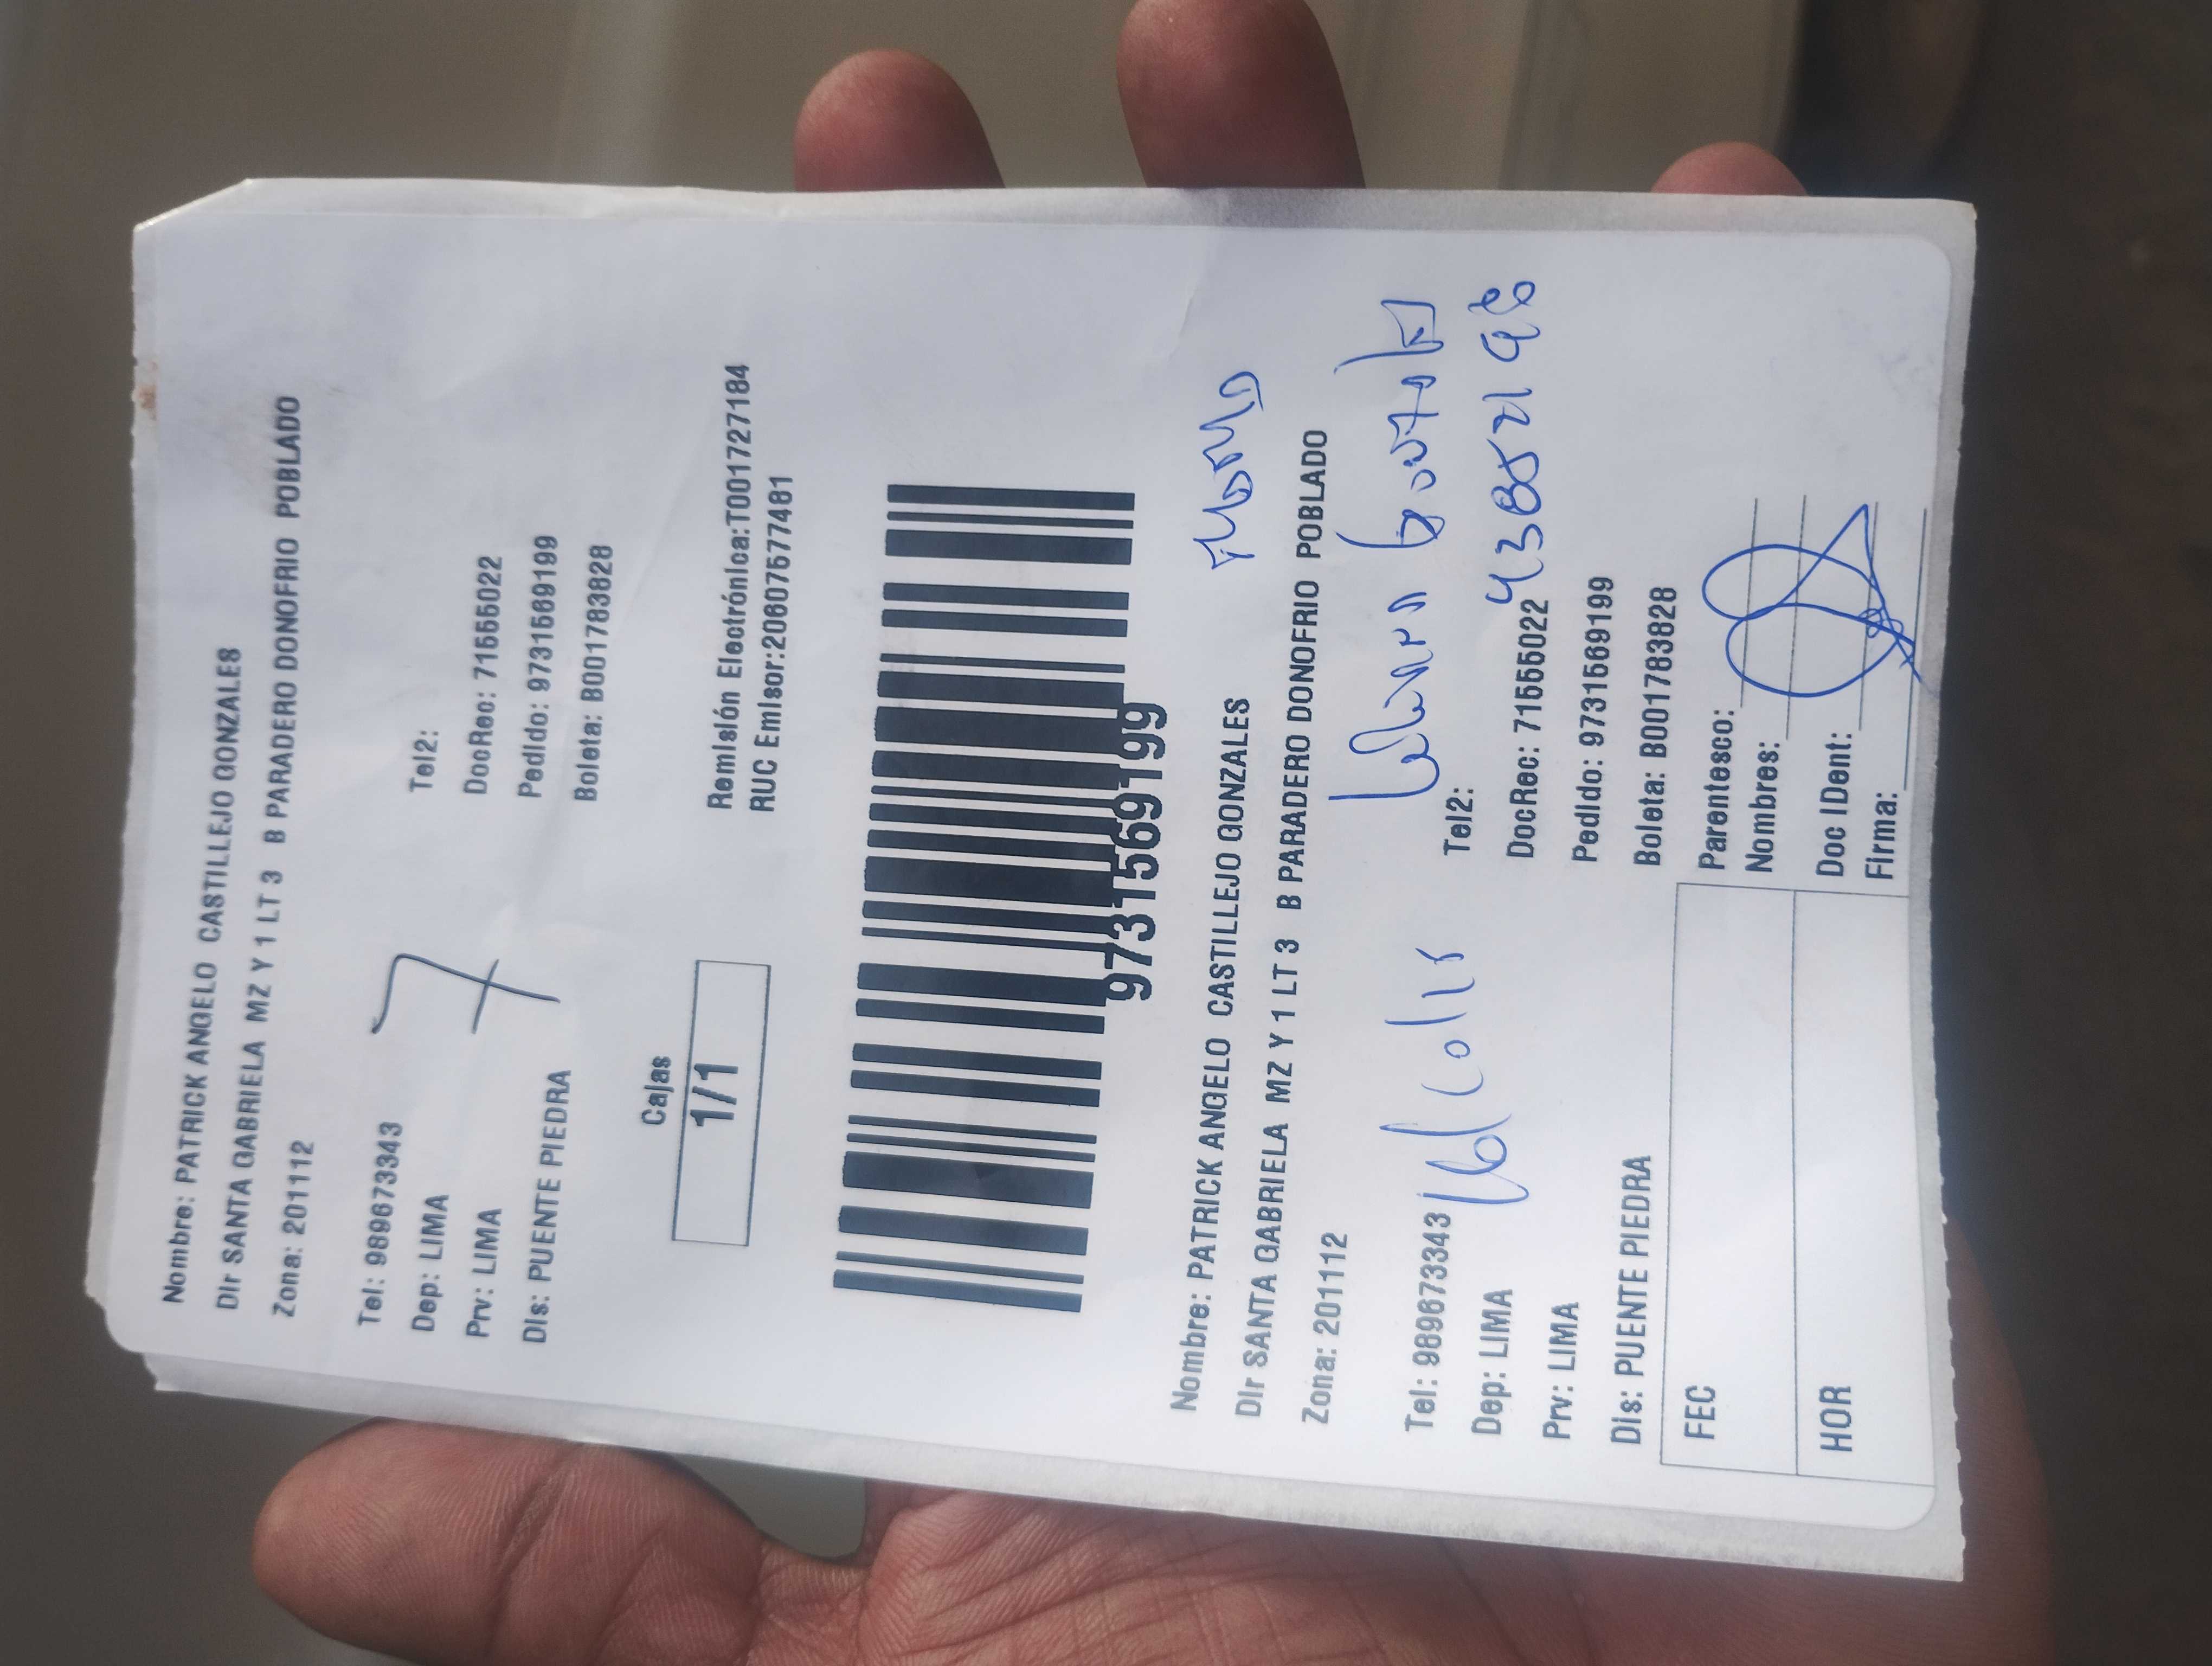 Nombre: PATRICK ANGELO CASTILLEJO GONZALES
Dir SANTA GABRIELA MZ Y 1 LT 3 B PARADERO DONOFRIO POBLADO
Zona: 201112
Tel: 989673343
Tel2:
7
Dep: LIMA
DocRec: 71555022
Prv: LIMA
Pedido: 9731569199
Dis: PUENTE PIEDRA
Boleta: B001783828
Cajas
1/1
Remisión Electrónica:T001727184
RUC Emisor:20607577481
97315699199
Nombre: PATRICK ANGELO CASTILLEJO GONZALES
Dir SANTA GABRIELA MZ Y 1 LT 3 B PARADERO DONOFRIO POBLADO
Zona: 201112
Tel: 989673343
Tel2:
Dep: LIMA
DocRec: 71555022
Prv: LIMA
Pedido: 9731569199
Dis: PUENTE PIEDRA
Boleta: B001783828
FEC
Parentesco:
Nombres:
HOR
Doc IDent:
Firma: